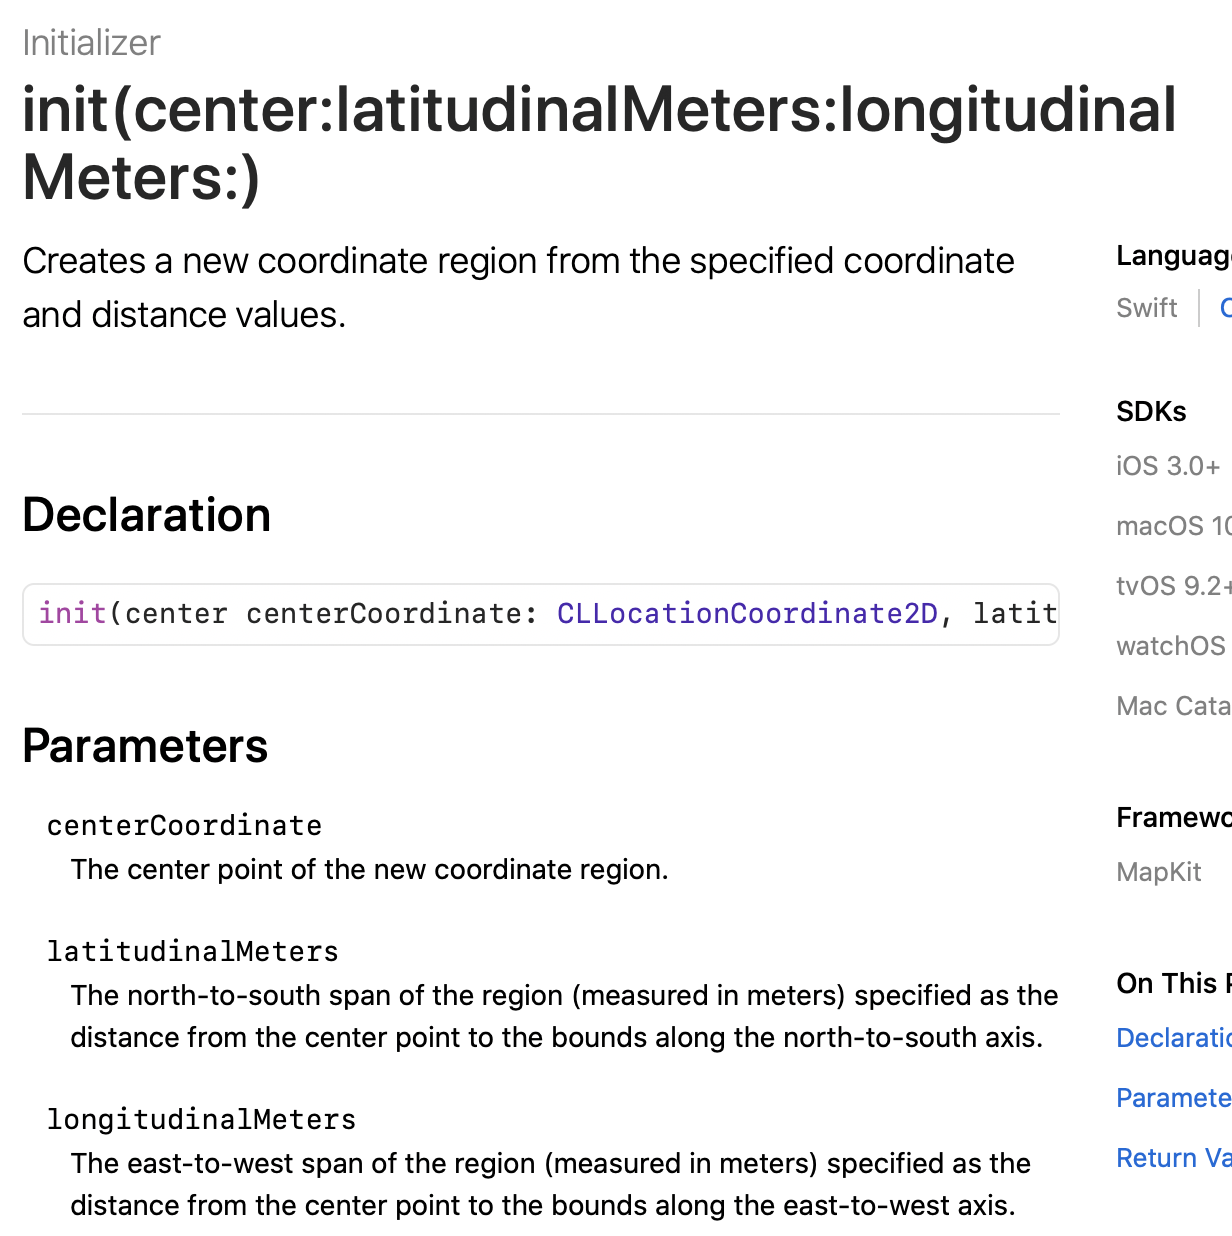 Initializer
init(center:latitudinalMeters:longitudinal
Meters:)
Creates a new coordinate region from the specified coordinate
and distance values.
Declaration
init(center centerCoordinate: CLLocationCoordinate2D, latit
Parameters
centerCoordinate
The center point of the new coordinate region.
latitudinalMeters
The north-to-south span of the region (measured in meters) specified as the
distance from the center point to the bounds along the north-to-south axis.
longitudinalMeters
The east-to-west span of the region (measured in meters) specified as the
distance from the center point to the bounds along the east-to-west axis.
Languag
Swift
SDKs
iOS 3.0+
macOS 10
tvOS 9.2+
watchOS
Mac Cata
Framewo
MapKit
On This
Declaratio
Paramete
Return Va